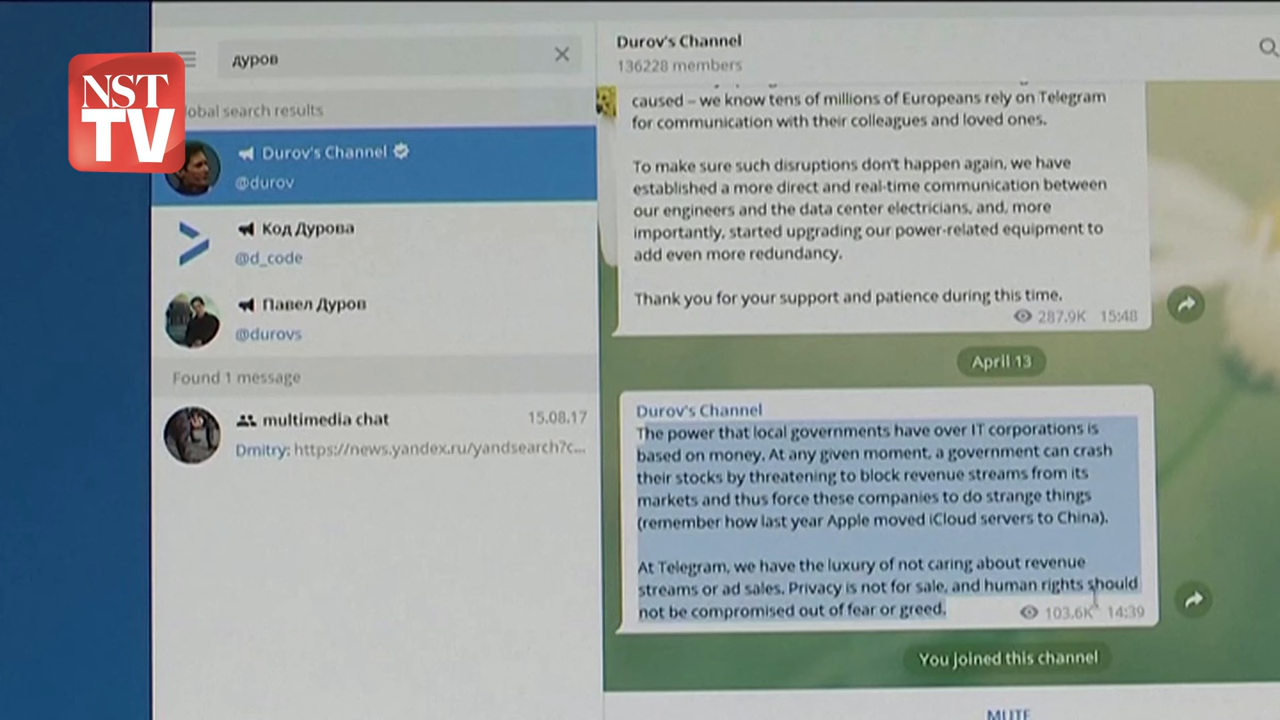 NST
TV
дуров
Durov's Channel
136228 members
obal search results
Durov's Channel
@durov
Код Дурова
@d_code
Павел Дуров
@durovs
Found 1 message
multimedia chat
15.08.17
Dmitry: https://news.yandex.ru/yandsearch?c...
caused – we know tens of millions of Europeans rely on Telegram
for communication with their colleagues and loved ones.
To make sure such disruptions don't happen again, we have
established a more direct and real-time communication between
our engineers and the data center electricians, and, more
importantly, started upgrading our power-related equipment to
add even more redundancy.
Thank you for your support and patience during this time.
287.9K 15:48
April 13
Durov's Channel
The power that local governments have over IT corporations is
based on money. At any given moment, a government can crash
their stocks by threatening to block revenue streams from its
markets and thus force these companies to do strange things
(remember how last year Apple moved iCloud servers to China).
At Telegram, we have the luxury of not caring about revenue
streams or ad sales. Privacy is not for sale, and human rights should
not be compromised out of fear or greed.
103.6K 14:39
You joined this channel
MUTE